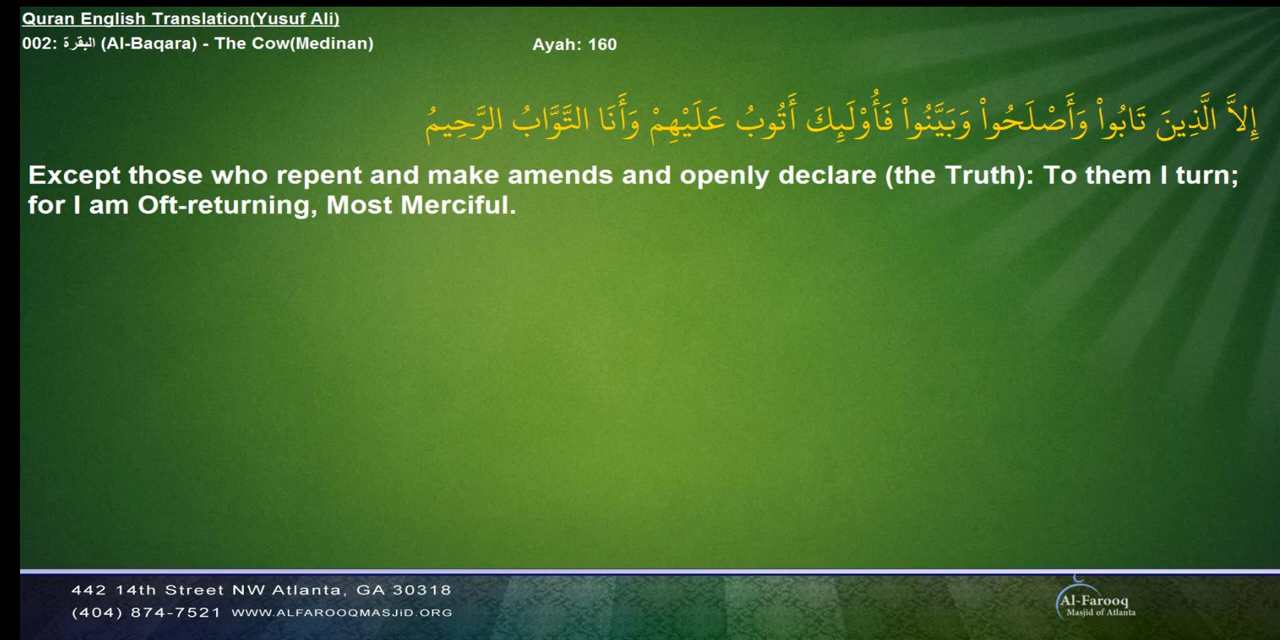 Quran English Translation(Yusuf Ali)
002: البقرة (Al-Baqara) - The Cow(Medinan)
Ayah: 160
إِلاَّ الَّذِينَ تَابُواْ وَأَصْلَحُواْ وَبَيَّنُواْ فَأُوْلَئِكَ أَتُوبُ عَلَيْهِمْ وَأَنَا التَّوَّابُ الرَّحِيمُ
Except those who repent and make amends and openly declare (the Truth): To them I turn;
for I am Oft-returning, Most Merciful.
442 14th Street NW Atlanta, GA 30318
(404) 874-7521 WWW.ALFAROOQMASJiD.ORG
Al-Farooq
Masjid of Atlanta